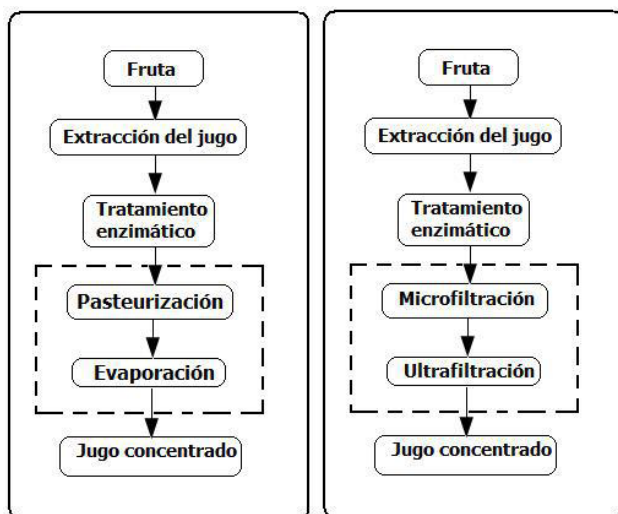 Fruta
Extracción del jugo
Tratamiento
enzimático
Pasteurización
Evaporación
Jugo concentrado
Fruta
Extracción del jugo
Tratamiento
enzimático
Microfiltración
Ultrafiltración
Jugo concentrado